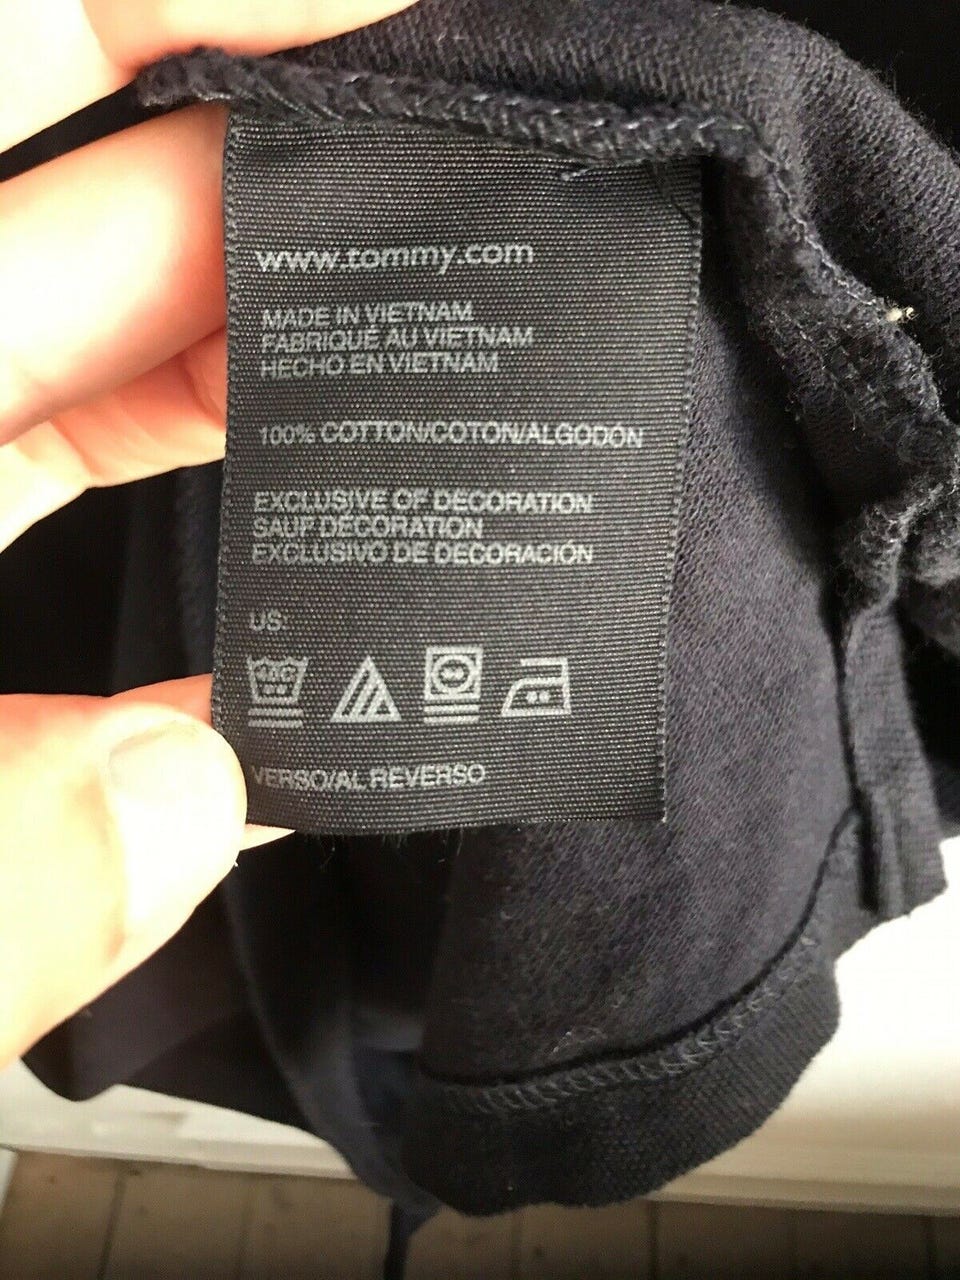 www.tommy.com
MADE IN VIETNAM
FABRIQUÉ AU VIETNAM
HECHO EN VIETNAM
100% COTTON/COTON/ALGODÓN
EXCLUSIVE OF DECORATION
SAUF DÉCORATION
EXCLUSIVO DE DECORACIÓN
US:
VERSO/AL REVERSO